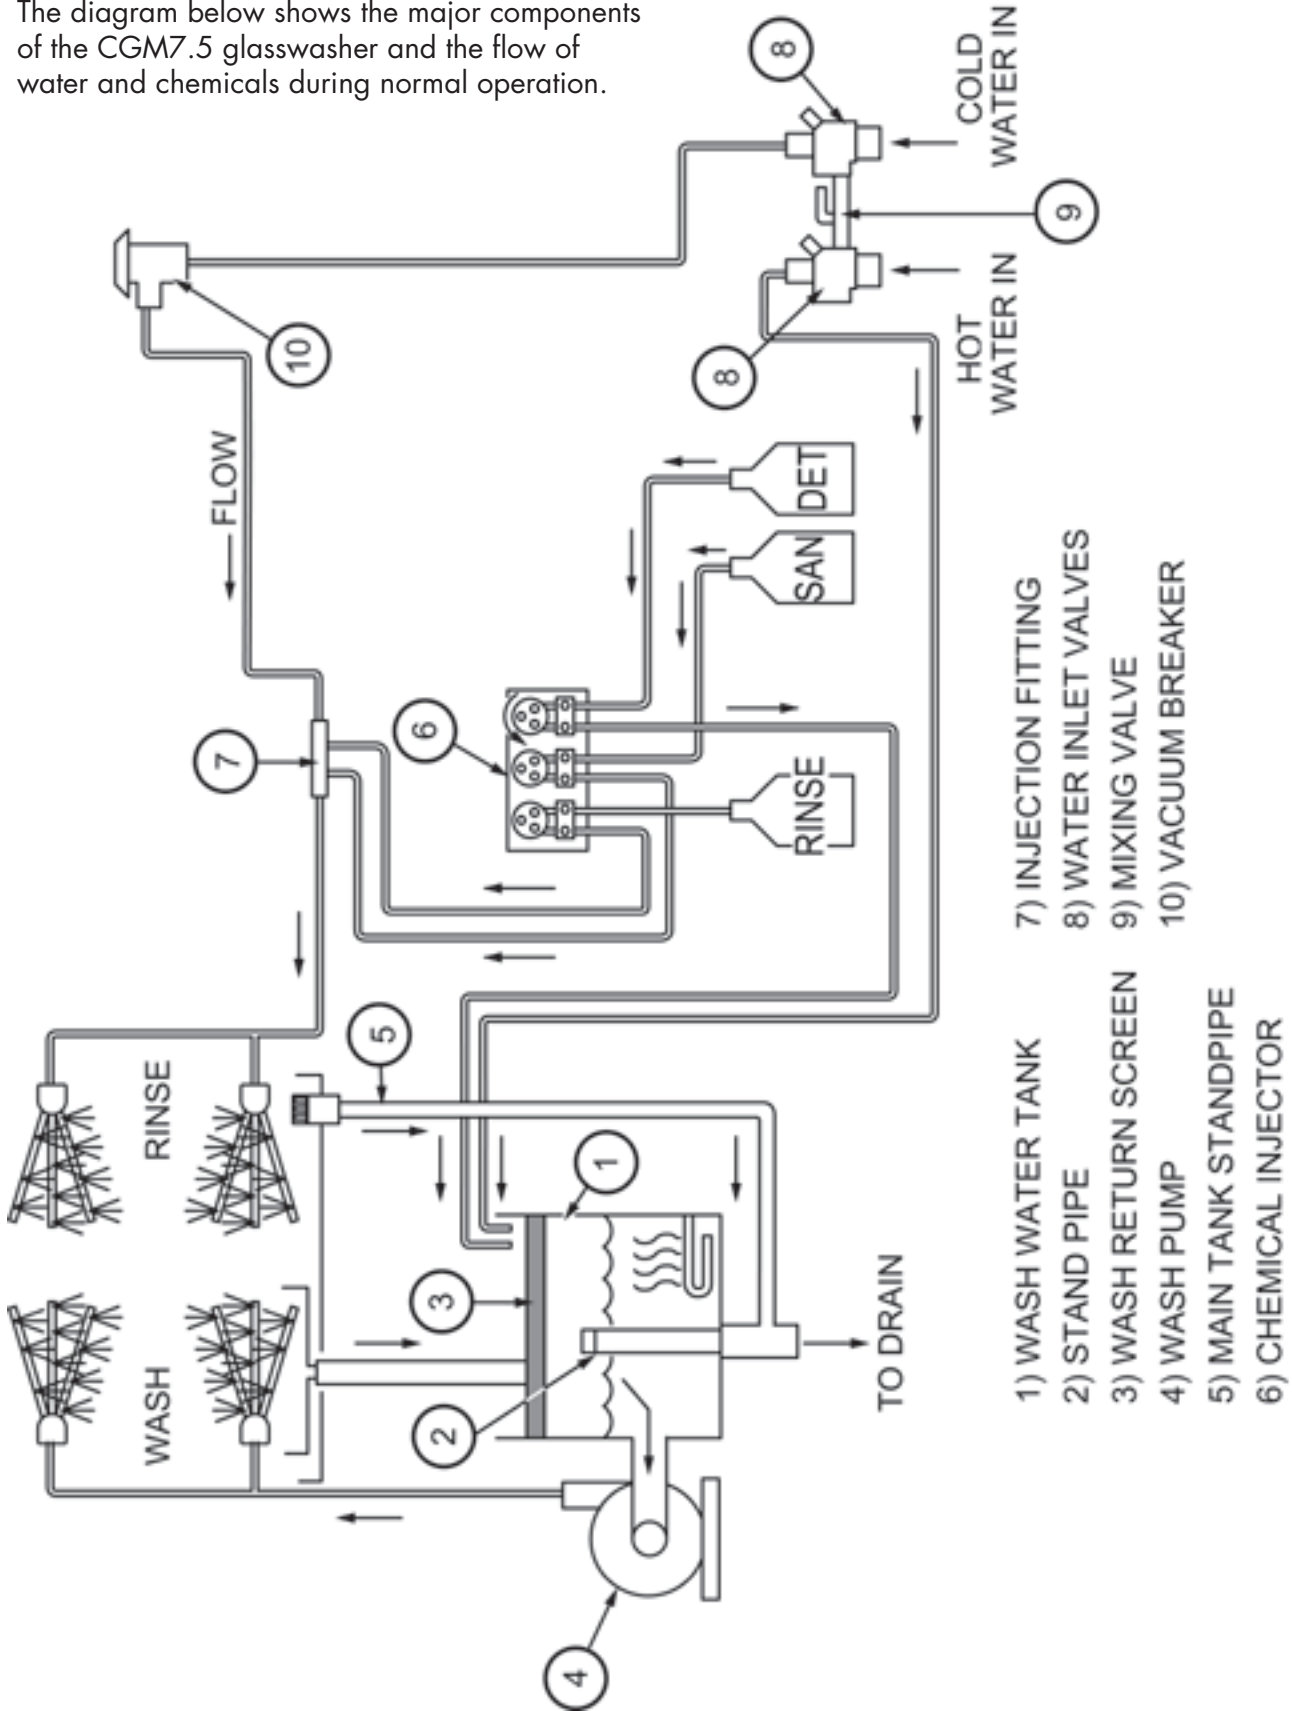 The diagram below shows the major components
of the CGM7.5 glasswasher and the flow of
water and chemicals during normal operation.
WASH
RINSE
FLOW
10
7
5
6
8
8
3
2
1
4
RINSE
SAN
DET
9
TO DRAIN
HOT
WATER IN
COLD
WATER IN
1) WASH WATER TANK
2) STAND PIPE
3) WASH RETURN SCREEN
4) WASH PUMP
5) MAIN TANK STANDPIPE
6) CHEMICAL INJECTOR
7) INJECTION FITTING
8) WATER INLET VALVES
9) MIXING VALVE
10) VACUUM BREAKER